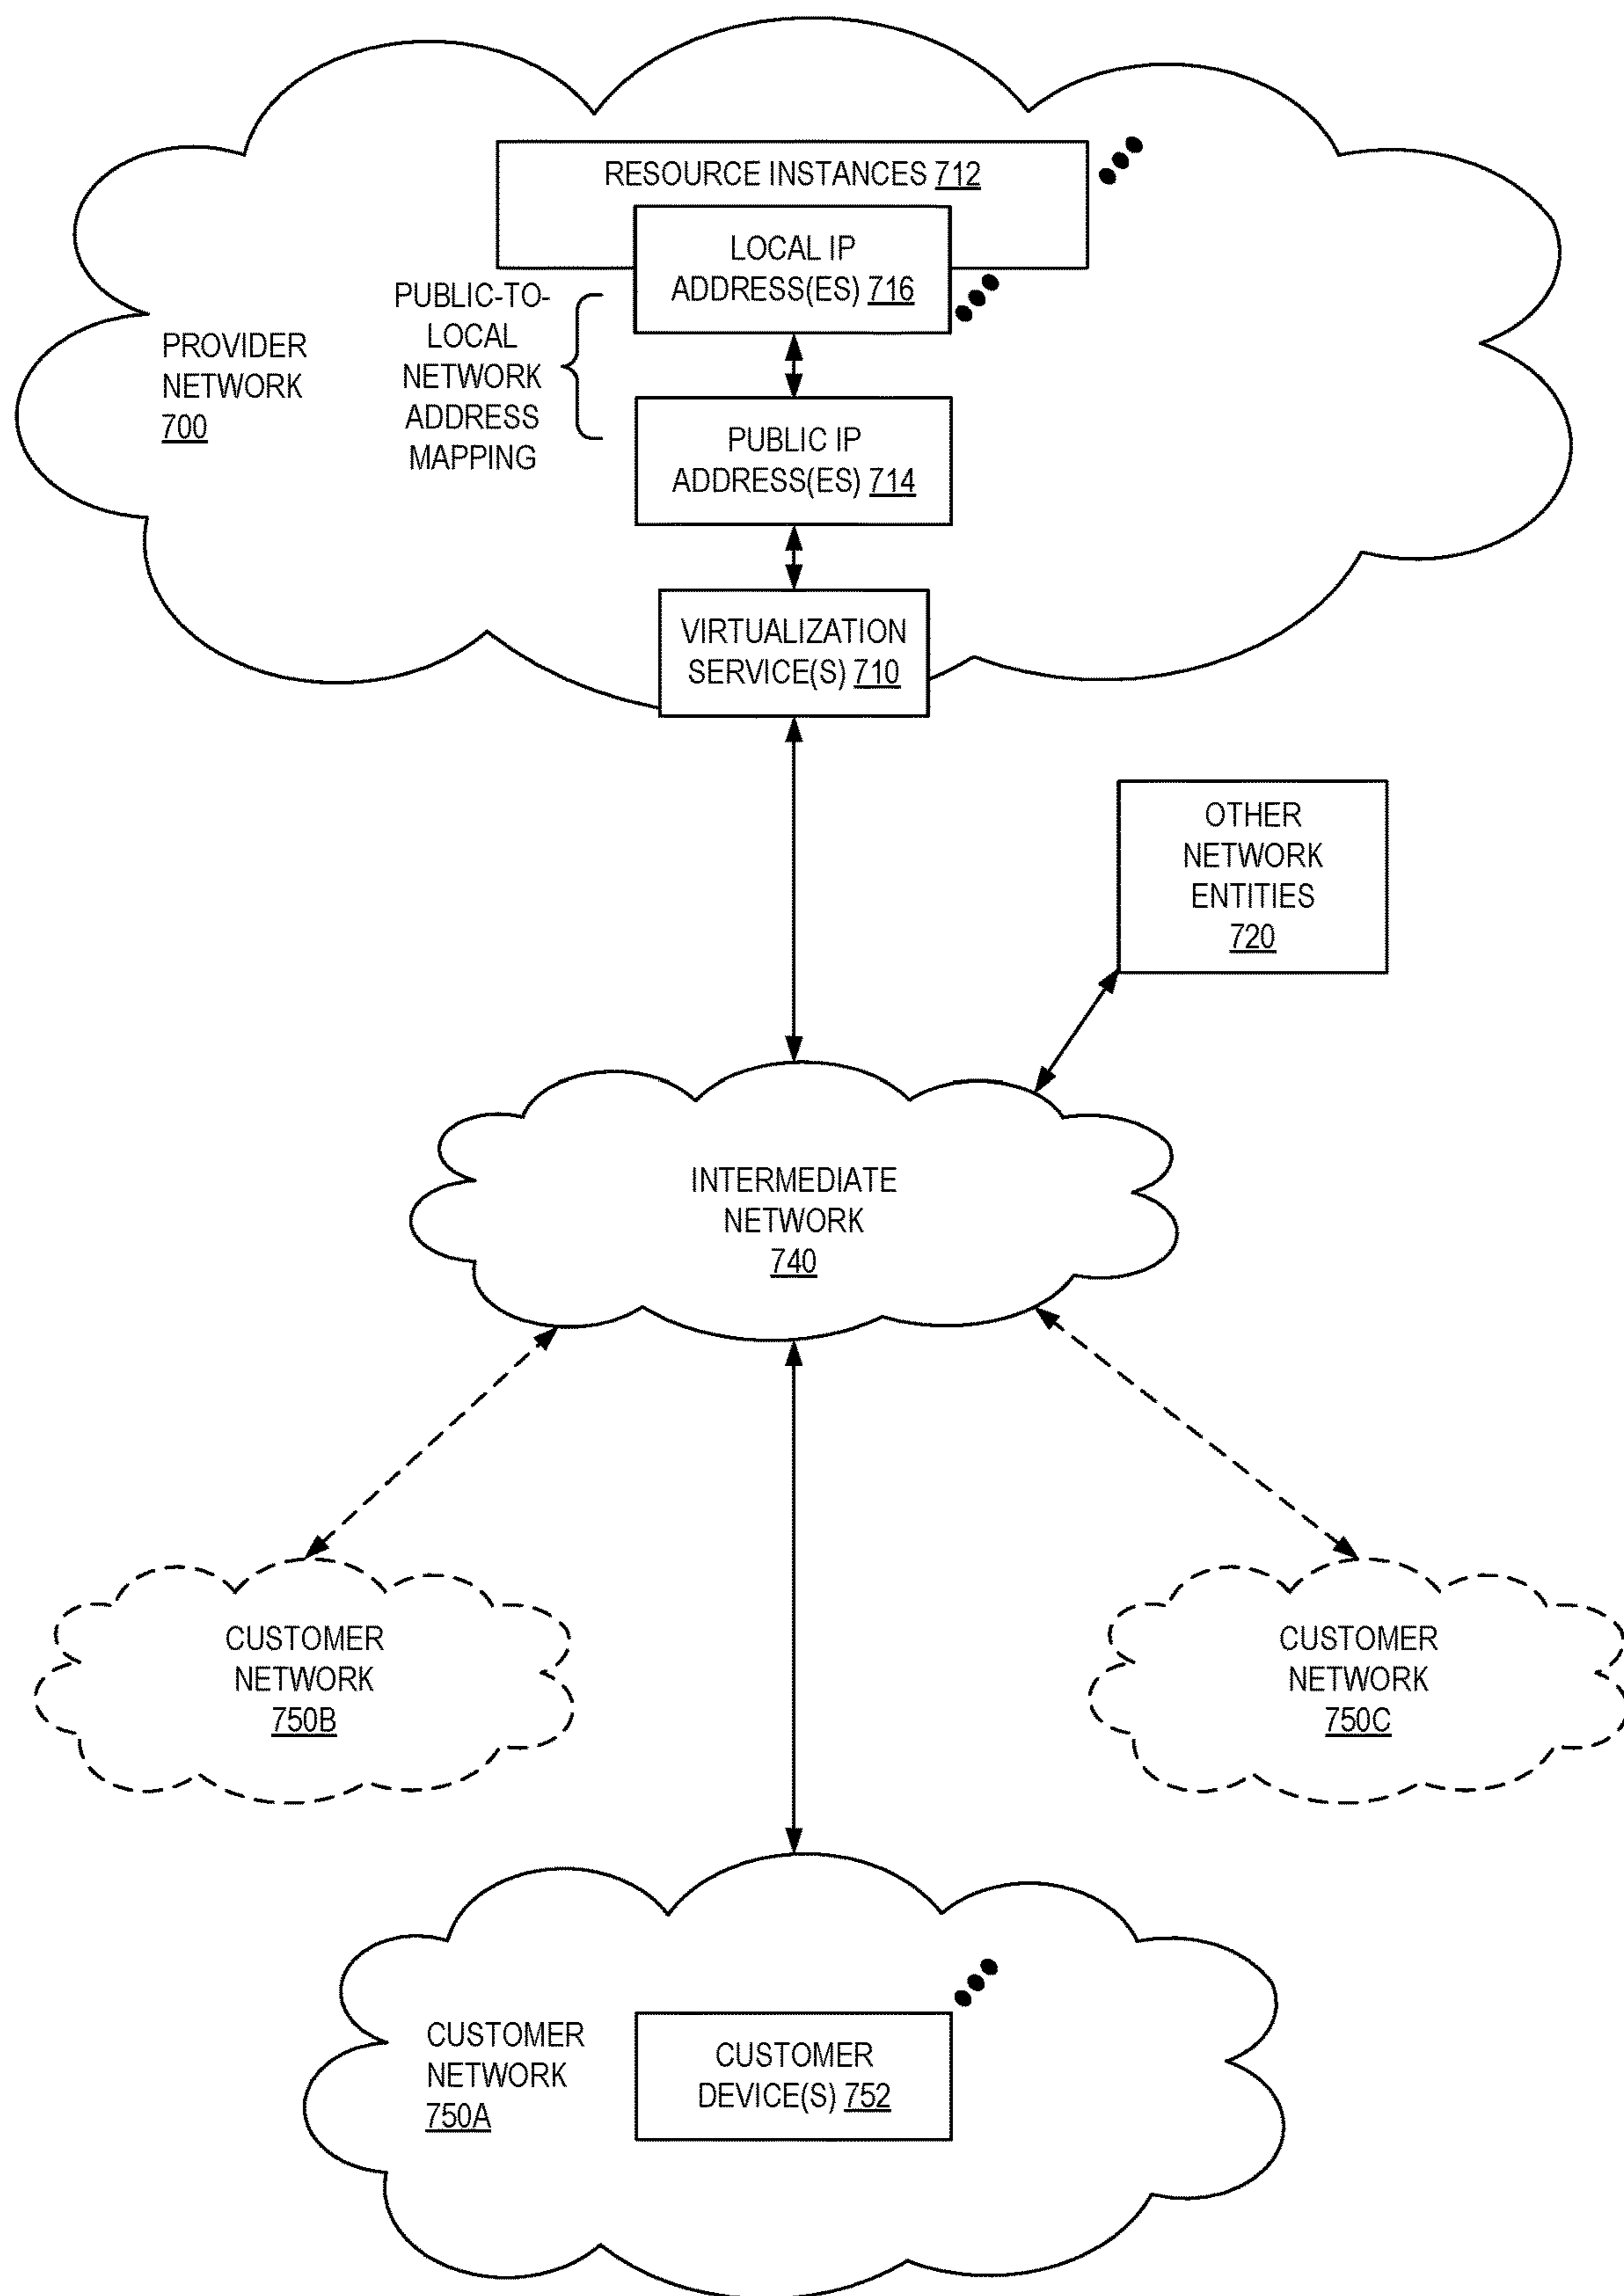 RESOURCE INSTANCES 712
LOCAL IP
ADDRESS(ES) 716
PUBLIC-TO-
LOCAL
NETWORK
ADDRESS
MAPPING
PROVIDER
NETWORK
700
PUBLIC IP
ADDRESS(ES) 714
VIRTUALIZATION
SERVICE(S) 710
OTHER
NETWORK
ENTITIES
720
INTERMEDIATE
NETWORK
740
CUSTOMER
NETWORK
750B
CUSTOMER
NETWORK
750C
CUSTOMER
NETWORK
750A
CUSTOMER
DEVICE(S) 752